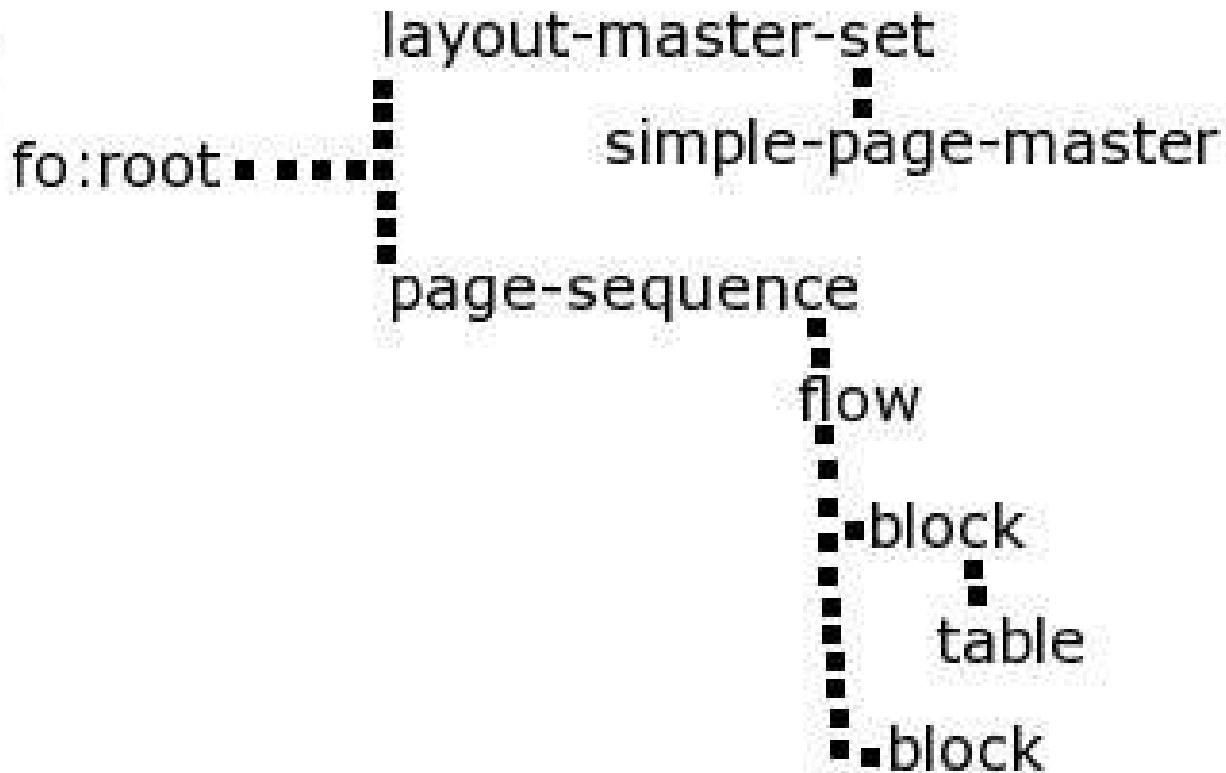 layout-master-set
simple-page-master
fo:root
page-sequence
flow
block
table
block